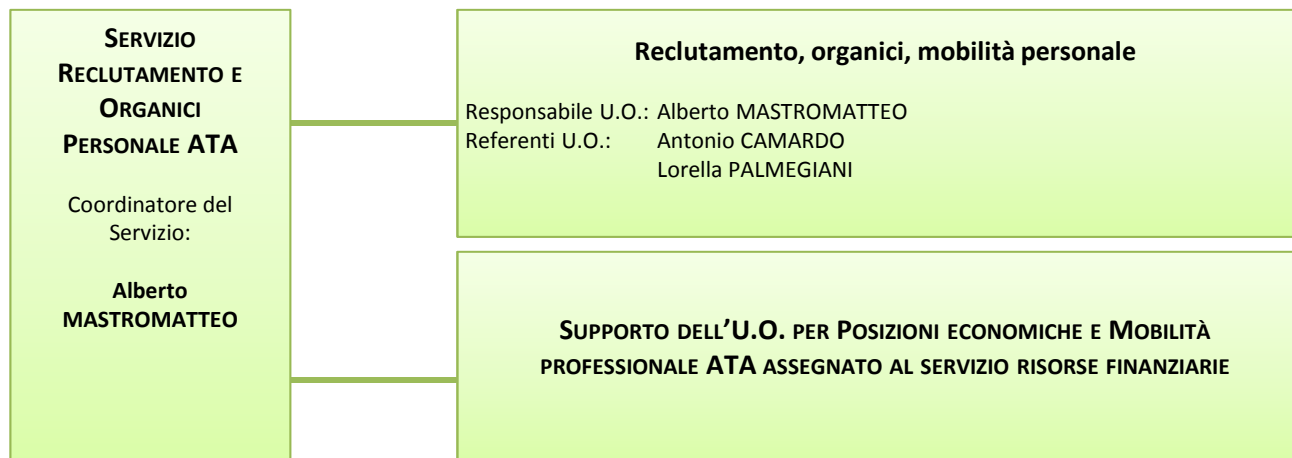 SERVIZIO
RECLUTAMENTO E
ORGANICI
PERSONALE ATA
Coordinatore del
Servizio:
Alberto
MASTROMATTEO
Reclutamento, organici, mobilità personale
Responsabile U.O.: Alberto MASTROMATTEO
Referenti U.O.: Antonio CAMARDO
Lorella PALMEGIANI
SUPPORTO DELL'U.O. PER POSIZIONI ECONOMICHE E MOBILITÀ
PROFESSIONALE ATA ASSEGNATO AL SERVIZIO RISORSE FINANZIARIE